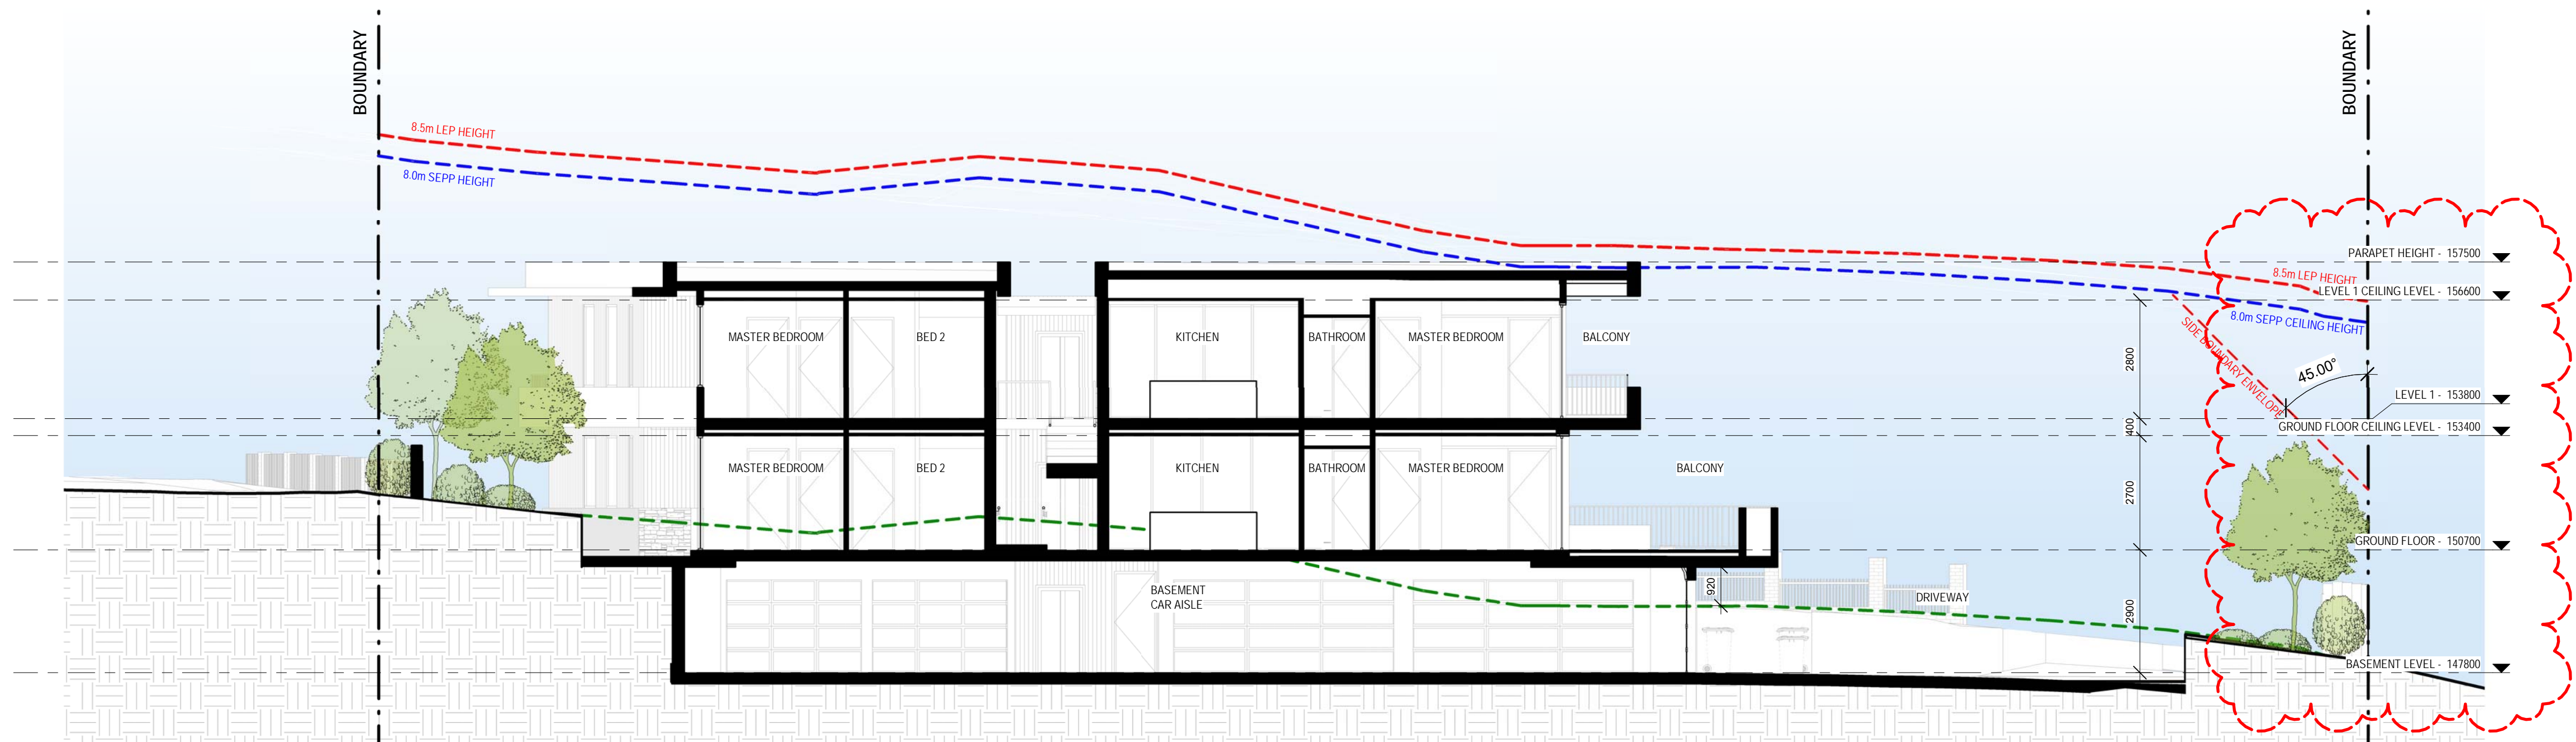 BOUNDARY
BOUNDARY
8.5m LEP HEIGHT
8.0m SEPP HEIGHT
PARAPET HEIGHT - 157500
8.5m LEP HEIGHT
LEVEL 1 CEILING LEVEL - 156600
8.0m SEPP CEILING HEIGHT
SIDE BOUNDARY ENVELOPE
45.00°
MASTER BEDROOM
BED 2
KITCHEN
BATHROOM
MASTER BEDROOM
BALCONY
2800
LEVEL 1 - 153800
400
GROUND FLOOR CEILING LEVEL - 153400
MASTER BEDROOM
BED 2
KITCHEN
BATHROOM
MASTER BEDROOM
BALCONY
2700
GROUND FLOOR - 150700
BASEMENT
CAR AISLE
920
DRIVEWAY
2900
BASEMENT LEVEL - 147800